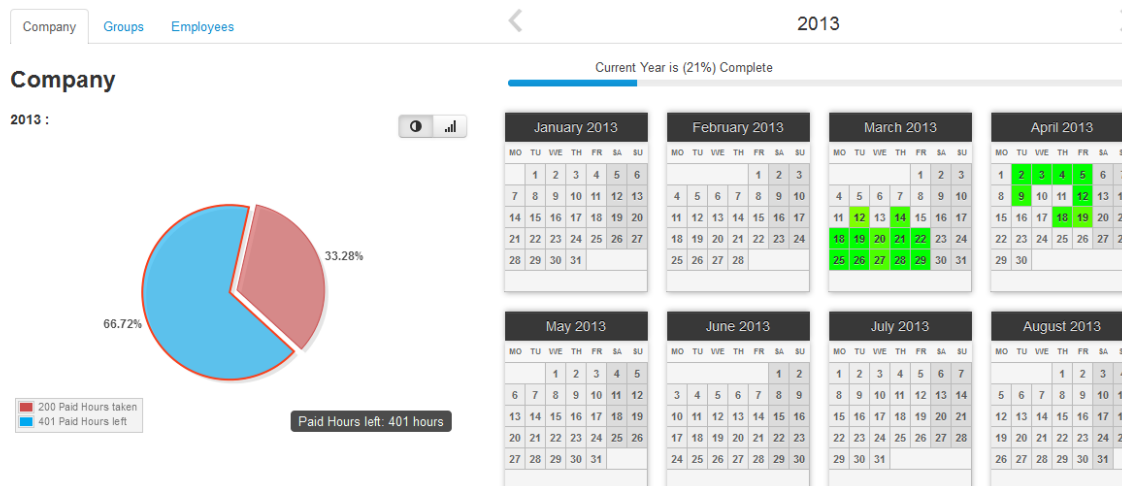 Company Groups Employees
Company
2013 :
33.28%
66.72%
200 Paid Hours taken
401 Paid Hours left
Paid Hours left: 401 hours
2013
Current Year is (21%) Complete
January 2013
MO TU WE TH FR SA SU
1 2 3 4 5 6
7 8 9 10 11 12 13
14 15 16 17 18 19 20
21 22 23 24 25 26 27
28 29 30 31
February 2013
MO TU WE TH FR SA SU
1 2 3
4 5 6 7 8 9 10
11 12 13 14 15 16 17
18 19 20 21 22 23 24
25 26 27 28
March 2013
MO TU WE TH FR SA SU
1 2 3
4 5 6 7 8 9 10
11 12 13 14 15 16 17
18 19 20 21 22 23 24
25 26 27 28 29 30 31
April 2013
MO TU WE TH FR SA SU
1 2 3 4 5 6
8 9 10 11 12 13
15 16 17 18 19 20
22 23 24 25 26 27
29 30
May 2013
MO TU WE TH FR SA SU
1 2 3 4 5
6 7 8 9 10 11 12
13 14 15 16 17 18 19
20 21 22 23 24 25 26
27 28 29 30 31
June 2013
MO TU WE TH FR SA SU
1 2
3 4 5 6 7 8 9
10 11 12 13 14 15 16
17 18 19 20 21 22 23
24 25 26 27 28 29 30
July 2013
MO TU WE TH FR SA SU
1 2 3 4 5 6 7
8 9 10 11 12 13 14
15 16 17 18 19 20 21
22 23 24 25 26 27 28
29 30 31
August 2013
MO TU WE TH FR SA SU
1 2 3
5 6 7 8 9 10
12 13 14 15 16 17
19 20 21 22 23 24
26 27 28 29 30 31